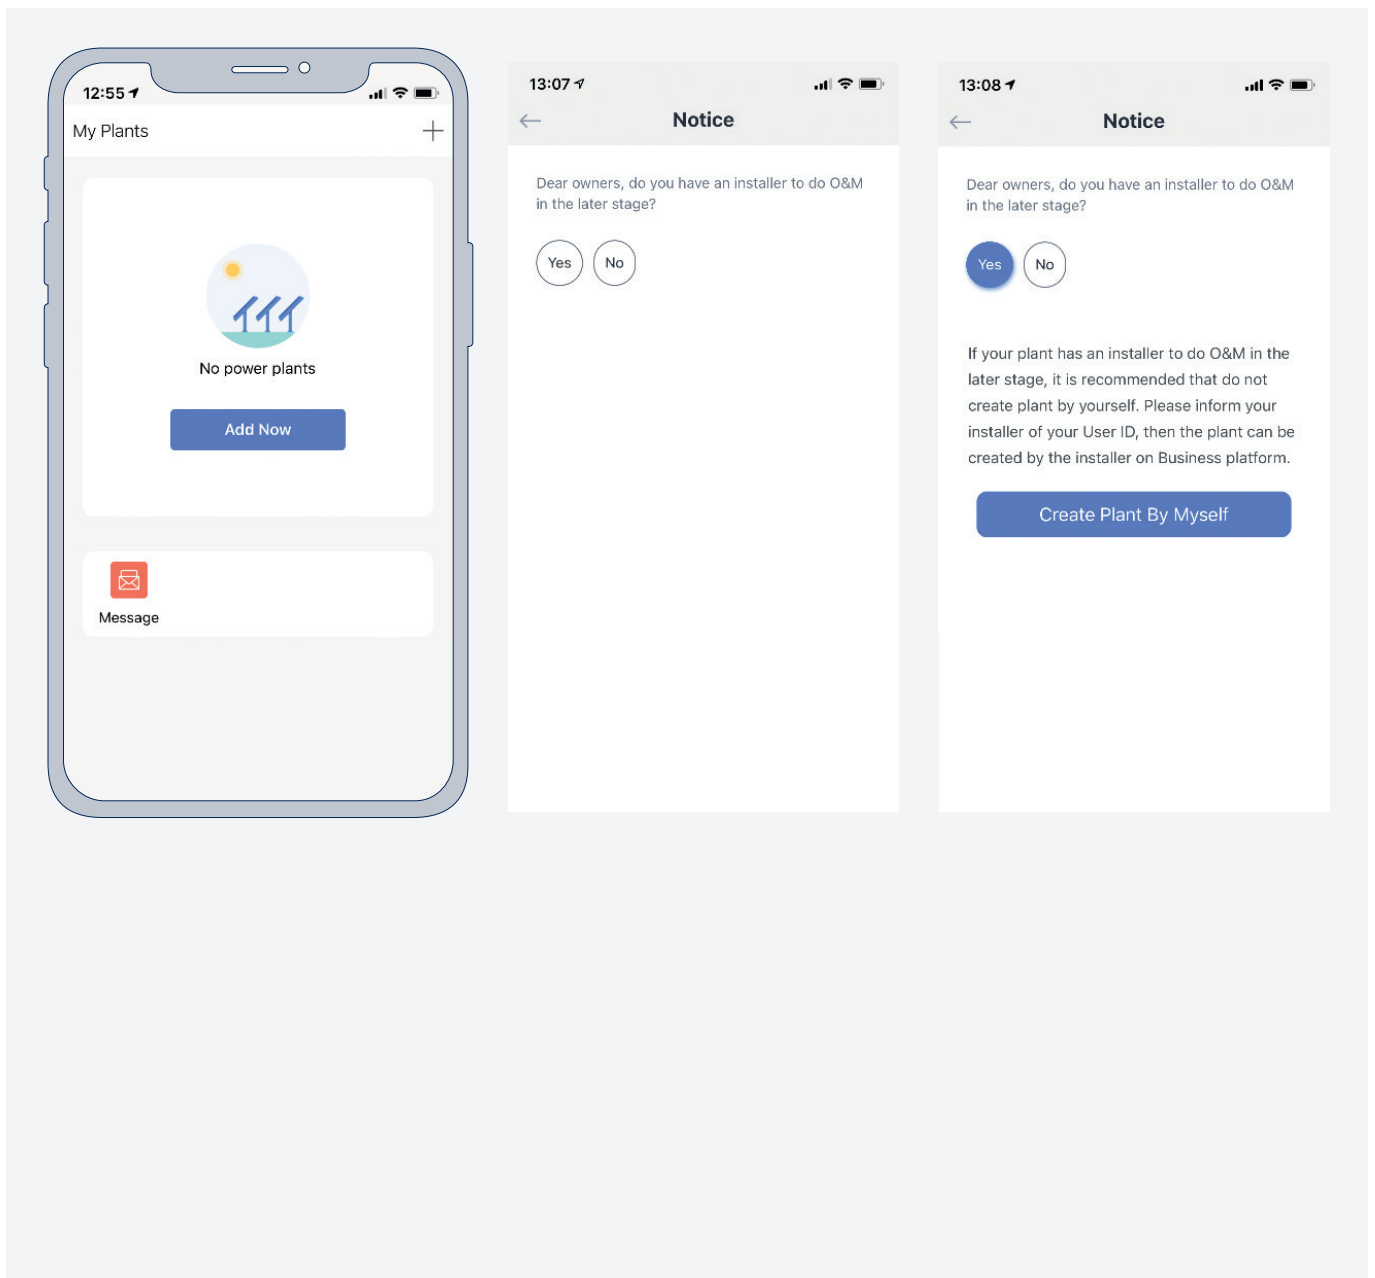 12:55
My Plants
No power plants
Add Now
Message
13:07
Notice
Dear owners, do you have an installer to do O&M
in the later stage?
Yes
No
13:08
Notice
Dear owners, do you have an installer to do O&M
in the later stage?
Yes
No
If your plant has an installer to do O&M in the
later stage, it is recommended that do not
create plant by yourself. Please inform your
installer of your User ID, then the plant can be
created by the installer on Business platform.
Create Plant By Myself